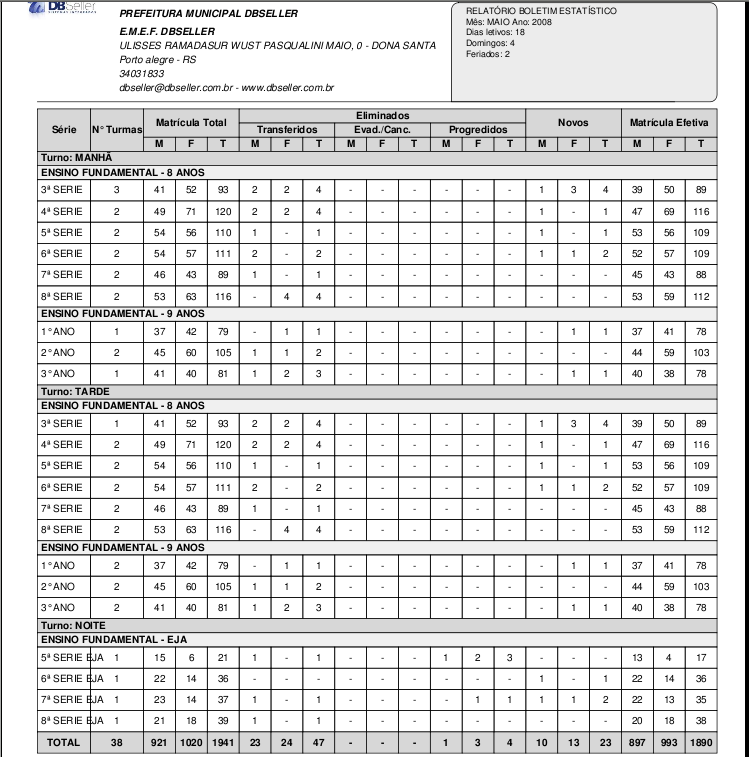 DBSeller
PREFEITURA MUNICIPAL DBSELLER
E.M.E.F. DBSELLER
ULISSES RAMADASUR WUST PASQUALINI MAIO, 0 - DONA SANTA
Porto alegre - RS
34031833
dbseller@dbseller.com.br - www.dbseller.com.br
RELATÓRIO BOLETIM ESTATÍSTICO
Mês: MAIO Ano: 2008
Dias letivos: 18
Domingos: 4
Feriados: 2
Série N° Turmas Matrícula Total Eliminados Novos Matrícula Efetiva
Transferidos Evad./Canc. Progredidos
M F T M F T M F T M F T M F T M F T
Turno: MANHÃ
ENSINO FUNDAMENTAL - 8 ANOS
3ª SERIE 3 41 52 93 2 2 4 - - - - - - 1 3 4 39 50 89
4ª SERIE 2 49 71 120 2 2 4 - - - - - - 1 - 1 47 69 116
5ª SERIE 2 54 56 110 1 - 1 - - - - - - 1 - 1 53 56 109
6ª SERIE 2 54 57 111 2 - 2 - - - - - - 1 1 2 52 57 109
7ª SERIE 2 46 43 89 1 - 1 - - - - - - - - - 45 43 88
8ª SERIE 2 53 63 116 - 4 4 - - - - - - - - - 53 59 112
ENSINO FUNDAMENTAL - 9 ANOS
1° ANO 1 37 42 79 - 1 1 - - - - - - - 1 1 37 41 78
2° ANO 2 45 60 105 1 1 2 - - - - - - - - - 44 59 103
3° ANO 1 41 40 81 1 2 3 - - - - - - - 1 1 40 38 78
Turno: TARDE
ENSINO FUNDAMENTAL - 8 ANOS
3ª SERIE 1 41 52 93 2 2 4 - - - - - - 1 3 4 39 50 89
4ª SERIE 2 49 71 120 2 2 4 - - - - - - 1 - 1 47 69 116
5ª SERIE 2 54 56 110 1 - 1 - - - - - - 1 - 1 53 56 109
6ª SERIE 2 54 57 111 2 - 2 - - - - - - 1 1 2 52 57 109
7ª SERIE 2 46 43 89 1 - 1 - - - - - - - - - 45 43 88
8ª SERIE 2 53 63 116 - 4 4 - - - - - - - - - 53 59 112
ENSINO FUNDAMENTAL - 9 ANOS
1° ANO 2 37 42 79 - 1 1 - - - - - - - 1 1 37 41 78
2° ANO 2 45 60 105 1 1 2 - - - - - - - - - 44 59 103
3° ANO 2 41 40 81 1 2 3 - - - - - - - 1 1 40 38 78
Turno: NOITE
ENSINO FUNDAMENTAL - EJA
5ª SERIE EJA 1 15 6 21 1 - 1 - - - 1 2 3 - - - 13 4 17
6ª SERIE EJA 1 22 14 36 - - - - - - - - - 1 - 1 22 14 36
7ª SERIE EJA 1 23 14 37 1 - 1 - - - - 1 1 1 1 2 22 13 35
8ª SERIE EJA 1 21 18 39 1 - 1 - - - - - - - - - 20 18 38
TOTAL 38 921 1020 1941 23 24 47 - - - 1 3 4 10 13 23 897 993 1890